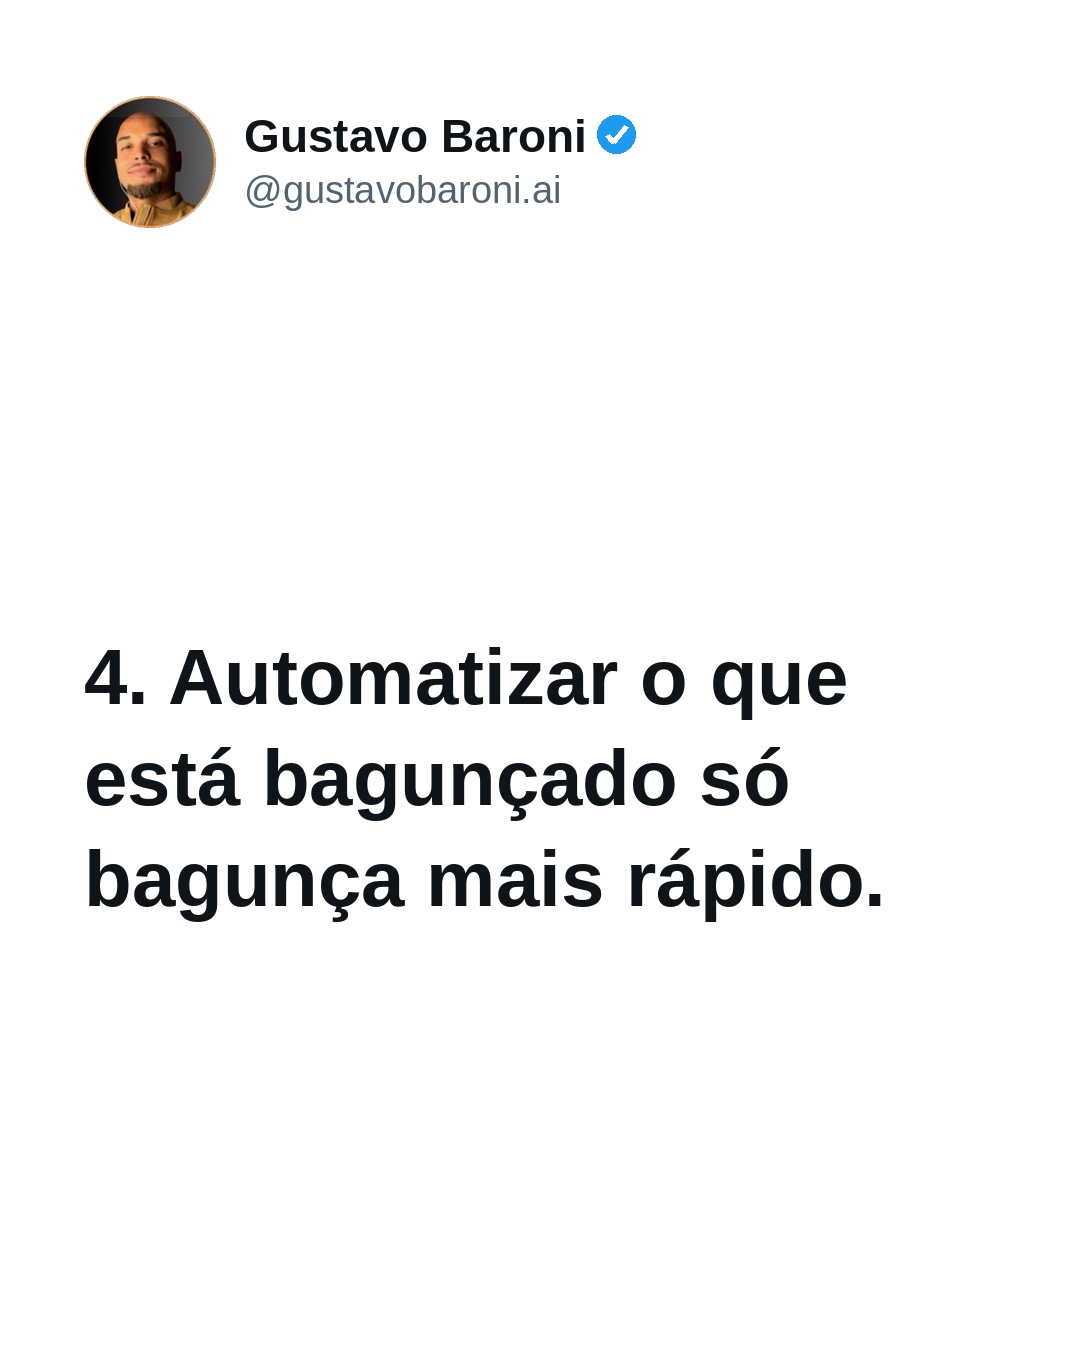 Gustavo Baroni
@gustavobaroni.ai
4. Automatizar o que
está bagunçado só
bagunça mais rápido.